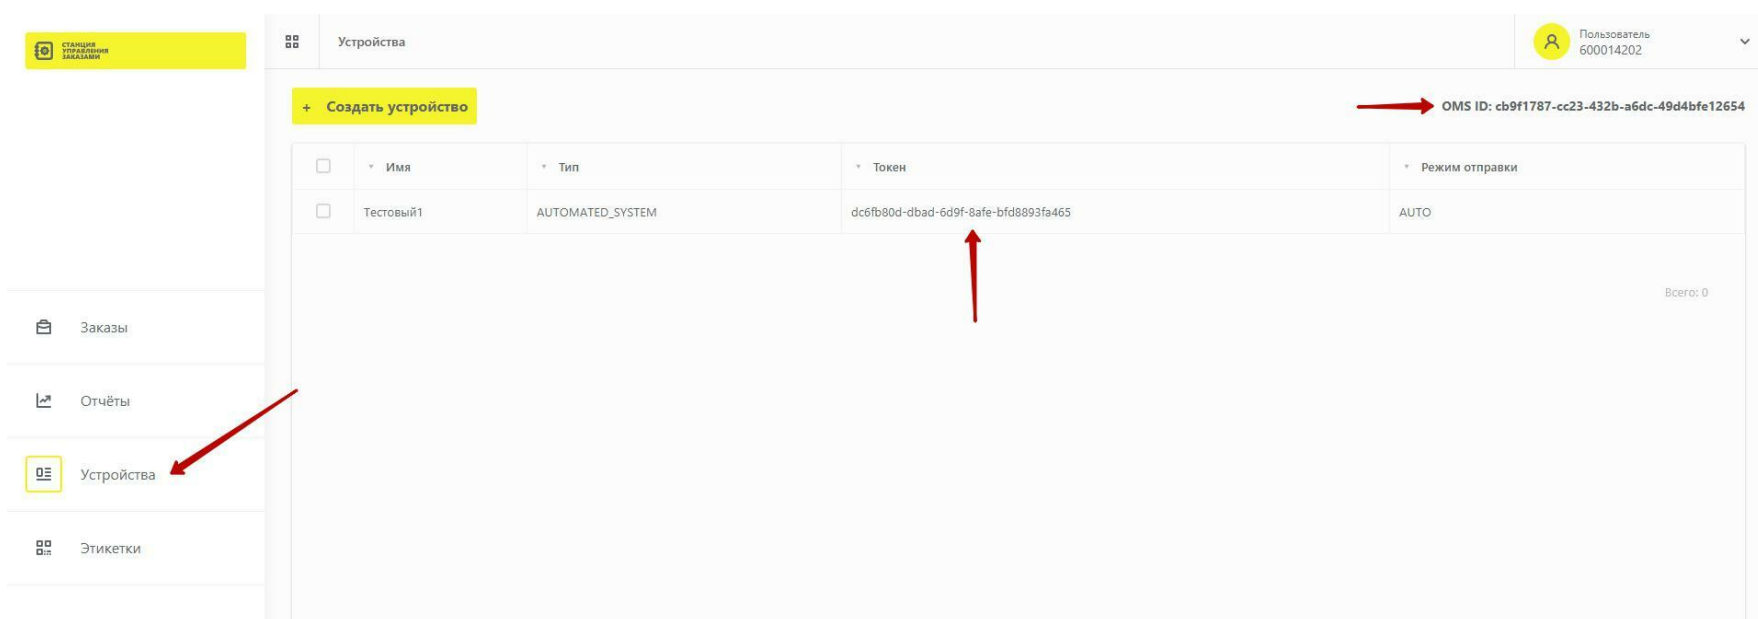 СТАНЦИЯ
УПРАВЛЕНИЯ
ЗАКАЗАМИ
Устройства
Пользователь
600014202
+ Создать устройство
OMS ID: cb9f1787-cc23-432b-a6dc-49d4bfe12654
Имя Тип Токен Режим отправки
Тестовый1 AUTOMATED_SYSTEM dc6fb80d-dbad-6d9f-8afe-bfd8893fa465 AUTO
Всего: 0
Заказы
Отчёты
Устройства
Этикетки